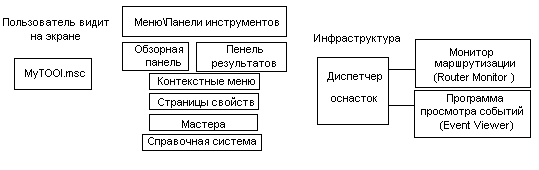 Пользователь видит
на экране
MyTOOl.msc
Меню\Панели инструментов
Обзорная
панель
Пенель
результатов
Контекстные меню
Страницы свойств
Мастера
Справочная система
Инфраструктура
Диспетчер
оснасток
Монитор
маршрутизации
(Router Monitor )
Программа
просмотра событий
(Event Viewer)